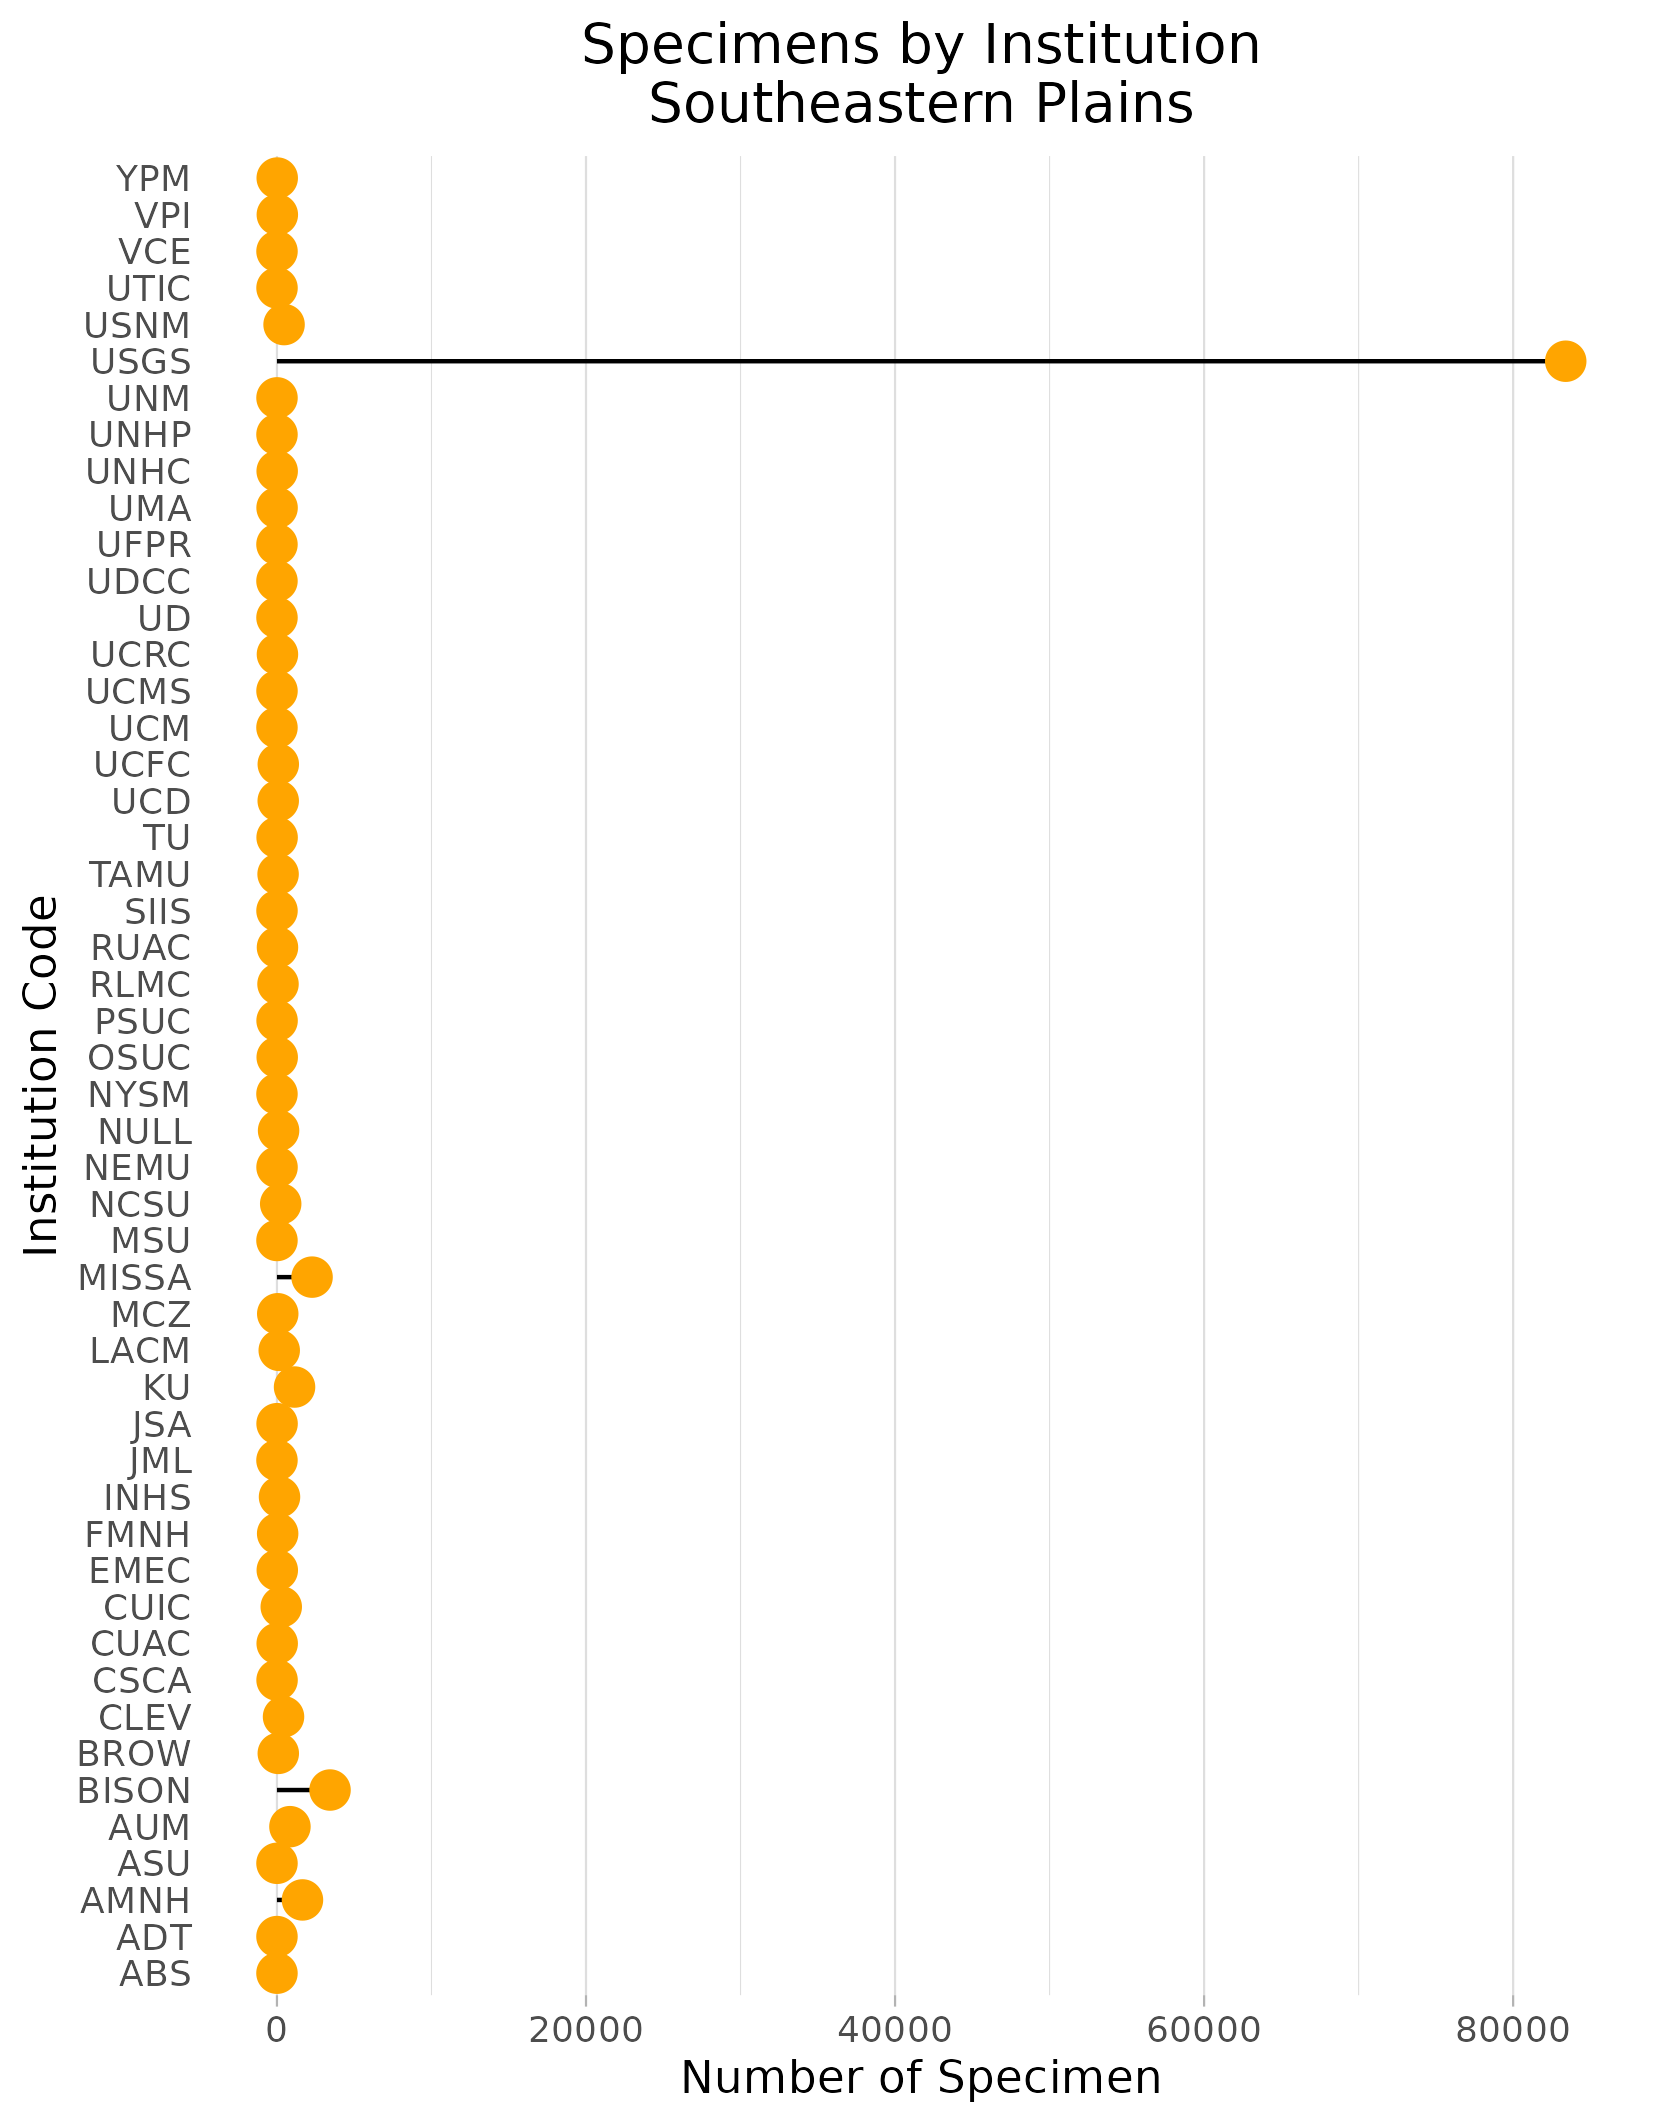 Specimens by Institution
Southeastern Plains
YPM
VPI
VCE
UTIC
USNM
USGS
UNM
UNHP
UNHC
UMA
UFPR
UDCC
UD
UCRC
UCMS
UCM
UCFC
UCD
TU
TAMU
SIIS
RUAC
RLMC
PSUC
OSUC
NYSM
NULL
NEMU
NCSU
MSU
MISSA
MCZ
LACM
KU
JSA
JML
INHS
FMNH
EMEC
CUIC
CUAC
CSCA
CLEV
BROW
BISON
AUM
ASU
AMNH
ADT
ABS
Institution Code
0 20000 40000 60000 80000
Number of Specimen